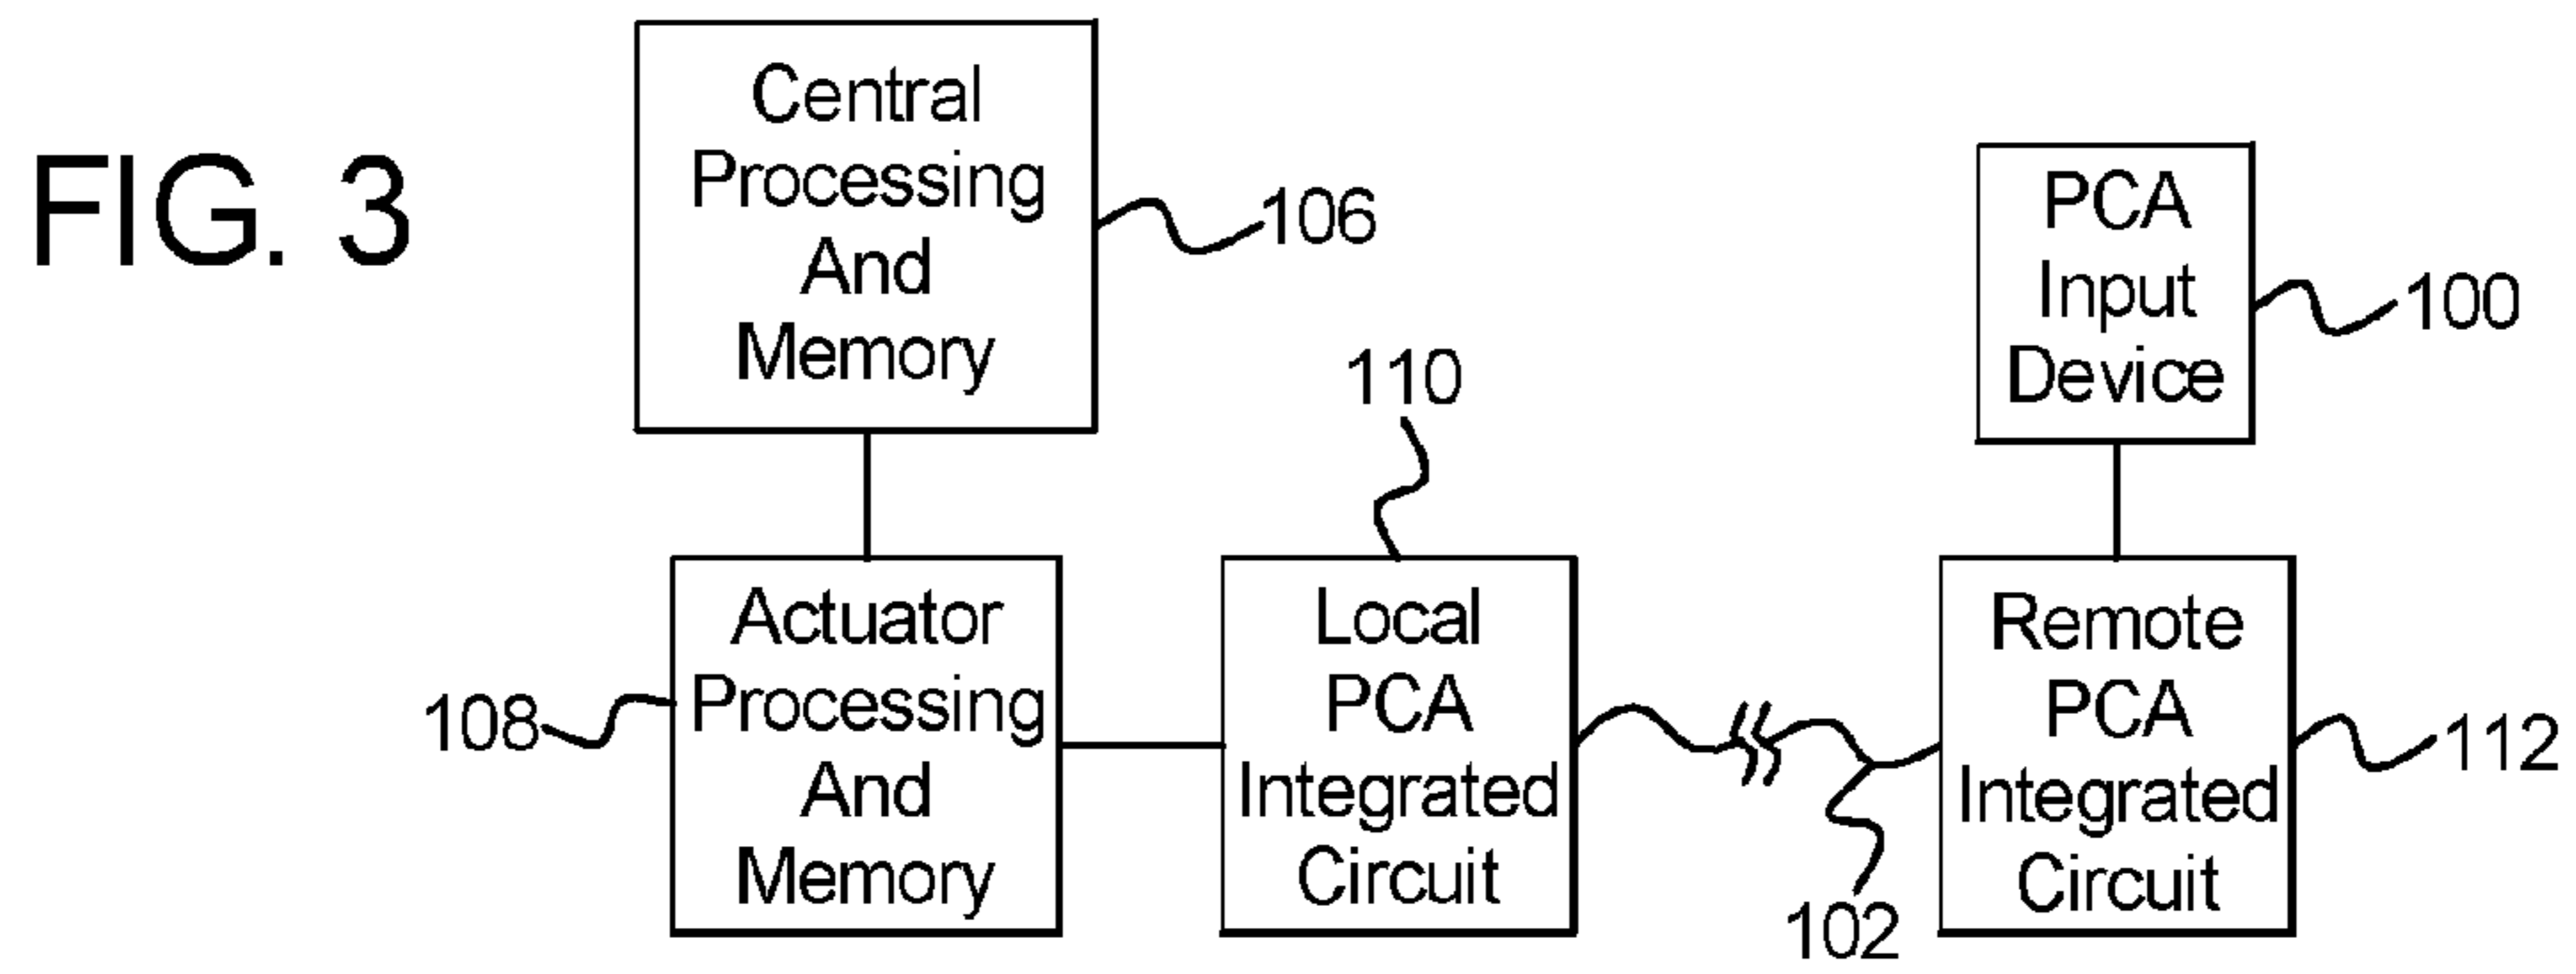 FIG. 3
Central
Processing
And
Memory
106
PCA
Input
Device
100
110
Actuator
Processing
And
Memory
108
Local
PCA
Integrated
Circuit
102
Remote
PCA
Integrated
Circuit
112